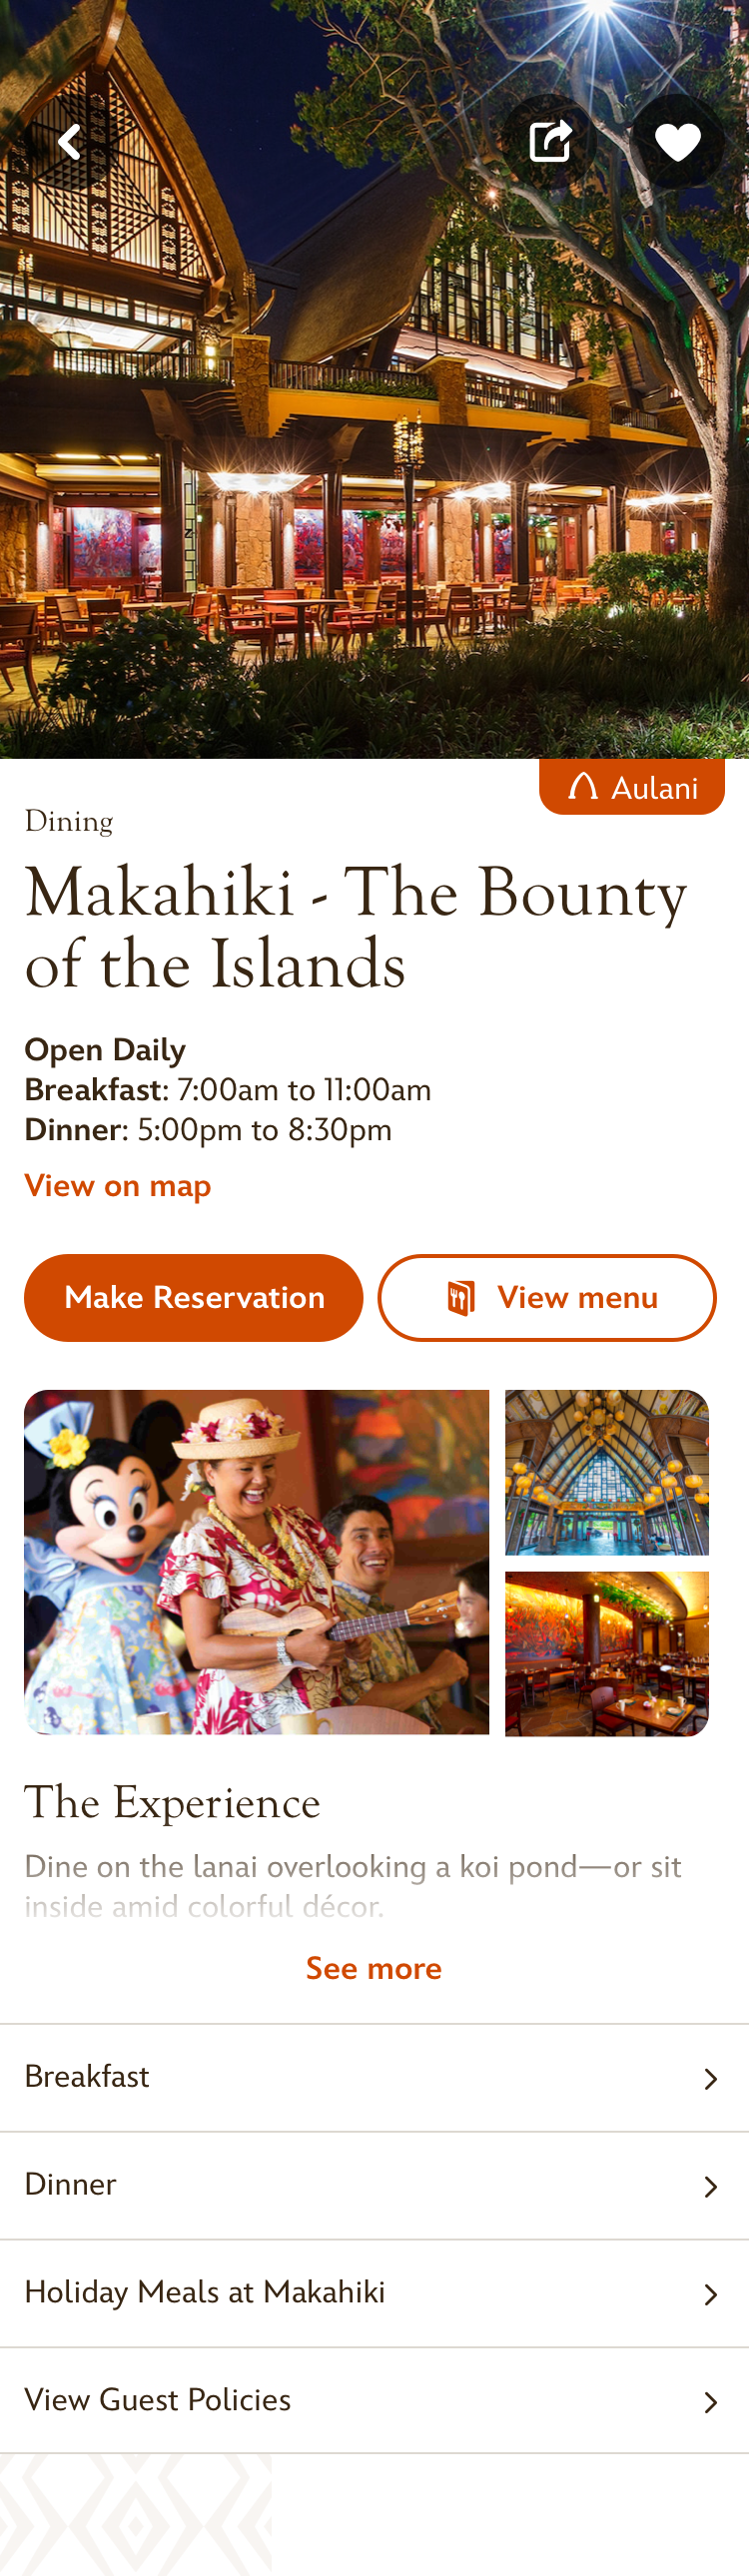 Aulani
Dining
Makahiki - The Bounty
of the Islands
Open Daily
Breakfast: 7:00am to 11:00am
Dinner: 5:00pm to 8:30pm
View on map
Make Reservation
View menu
The Experience
Dine on the lanai overlooking a koi pond—or sit
inside amid colorful décor.
See more
Breakfast
Dinner
Holiday Meals at Makahiki
View Guest Policies